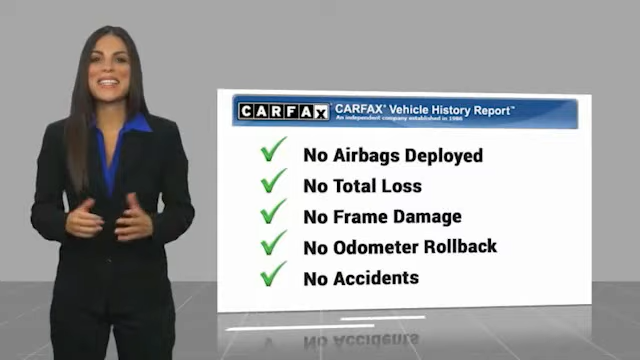 CARFAX CARFAX® Vehicle History Report™
An independent company established in 1986
No Airbags Deployed
No Total Loss
No Frame Damage
No Odometer Rollback
No Accidents